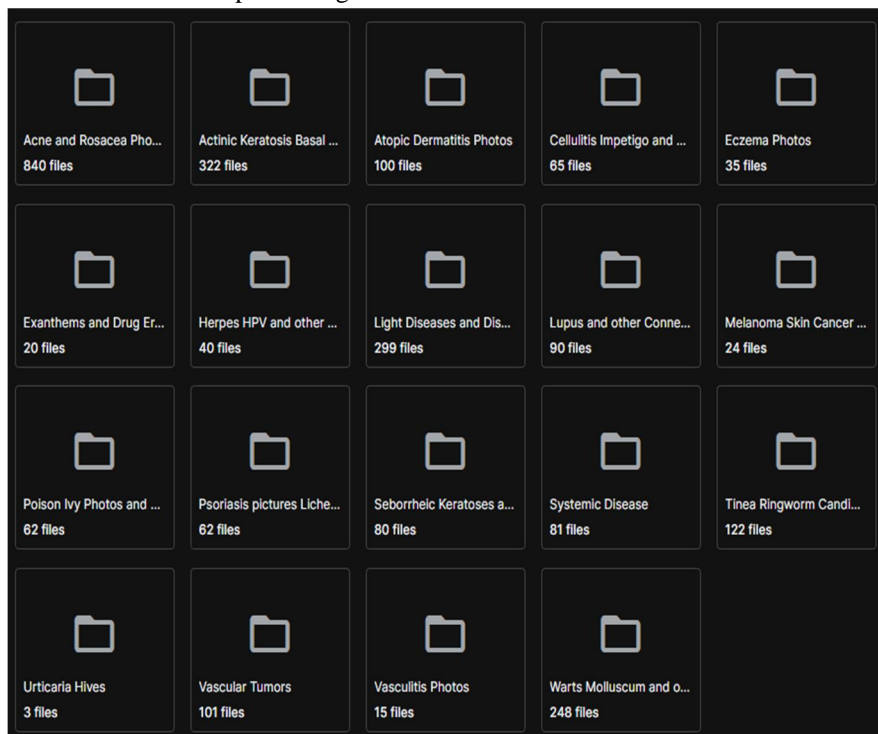 Acne and Rosacea Pho...
840 files
Actinic Keratosis Basal ...
322 files
Atopic Dermatitis Photos
100 files
Cellulitis Impetigo and ...
65 files
Eczema Photos
35 files
Exanthems and Drug Er...
20 files
Herpes HPV and other ...
40 files
Light Diseases and Dis...
299 files
Lupus and other Conne...
90 files
Melanoma Skin Cancer ...
24 files
Poison Ivy Photos and ...
62 files
Psoriasis pictures Liche...
62 files
Seborrheic Keratoses a...
80 files
Systemic Disease
81 files
Tinea Ringworm Candi...
122 files
Urticaria Hives
3 files
Vascular Tumors
101 files
Vasculitis Photos
15 files
Warts Molluscum and o...
248 files